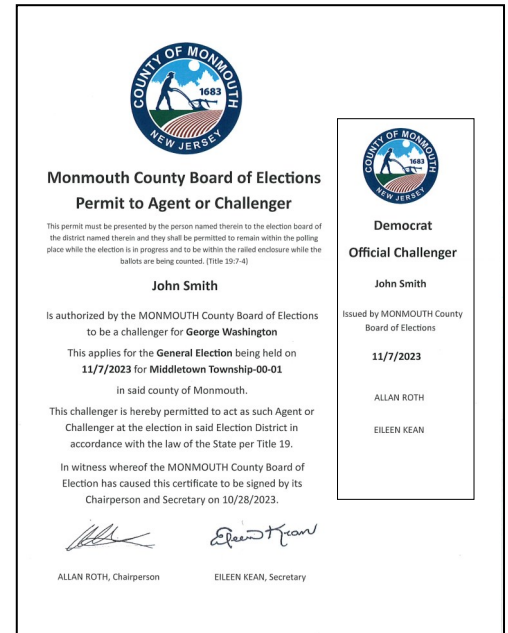 COUNTY OF MONMOUTH
1683
NEW JERSEY
Monmouth County Board of Elections
Permit to Agent or Challenger
This permit must be presented by the person named therein to the election board of
the district named therein and they shall be permitted to remain within the polling
place while the election is in progress and to be within the railed enclosure while the
ballots are being counted. (Title 19:7-4)
John Smith
Is authorized by the MONMOUTH County Board of Elections
to be a challenger for George Washington
This applies for the General Election being held on
11/7/2023 for Middletown Township-00-01
in said county of Monmouth.
This challenger is hereby permitted to act as such Agent or
Challenger at the election in said Election District in
accordance with the law of the State per Title 19.
In witness whereof the MONMOUTH County Board of
Election has caused this certificate to be signed by its
Chairperson and Secretary on 10/28/2023.
Eileen Kean
ALLAN ROTH, Chairperson
EILEEN KEAN, Secretary
COUNTY OF MONMOUTH
1683
NEW JERSEY
Democrat
Official Challenger
John Smith
Issued by MONMOUTH County
Board of Elections
11/7/2023
ALLAN ROTH
EILEEN KEAN